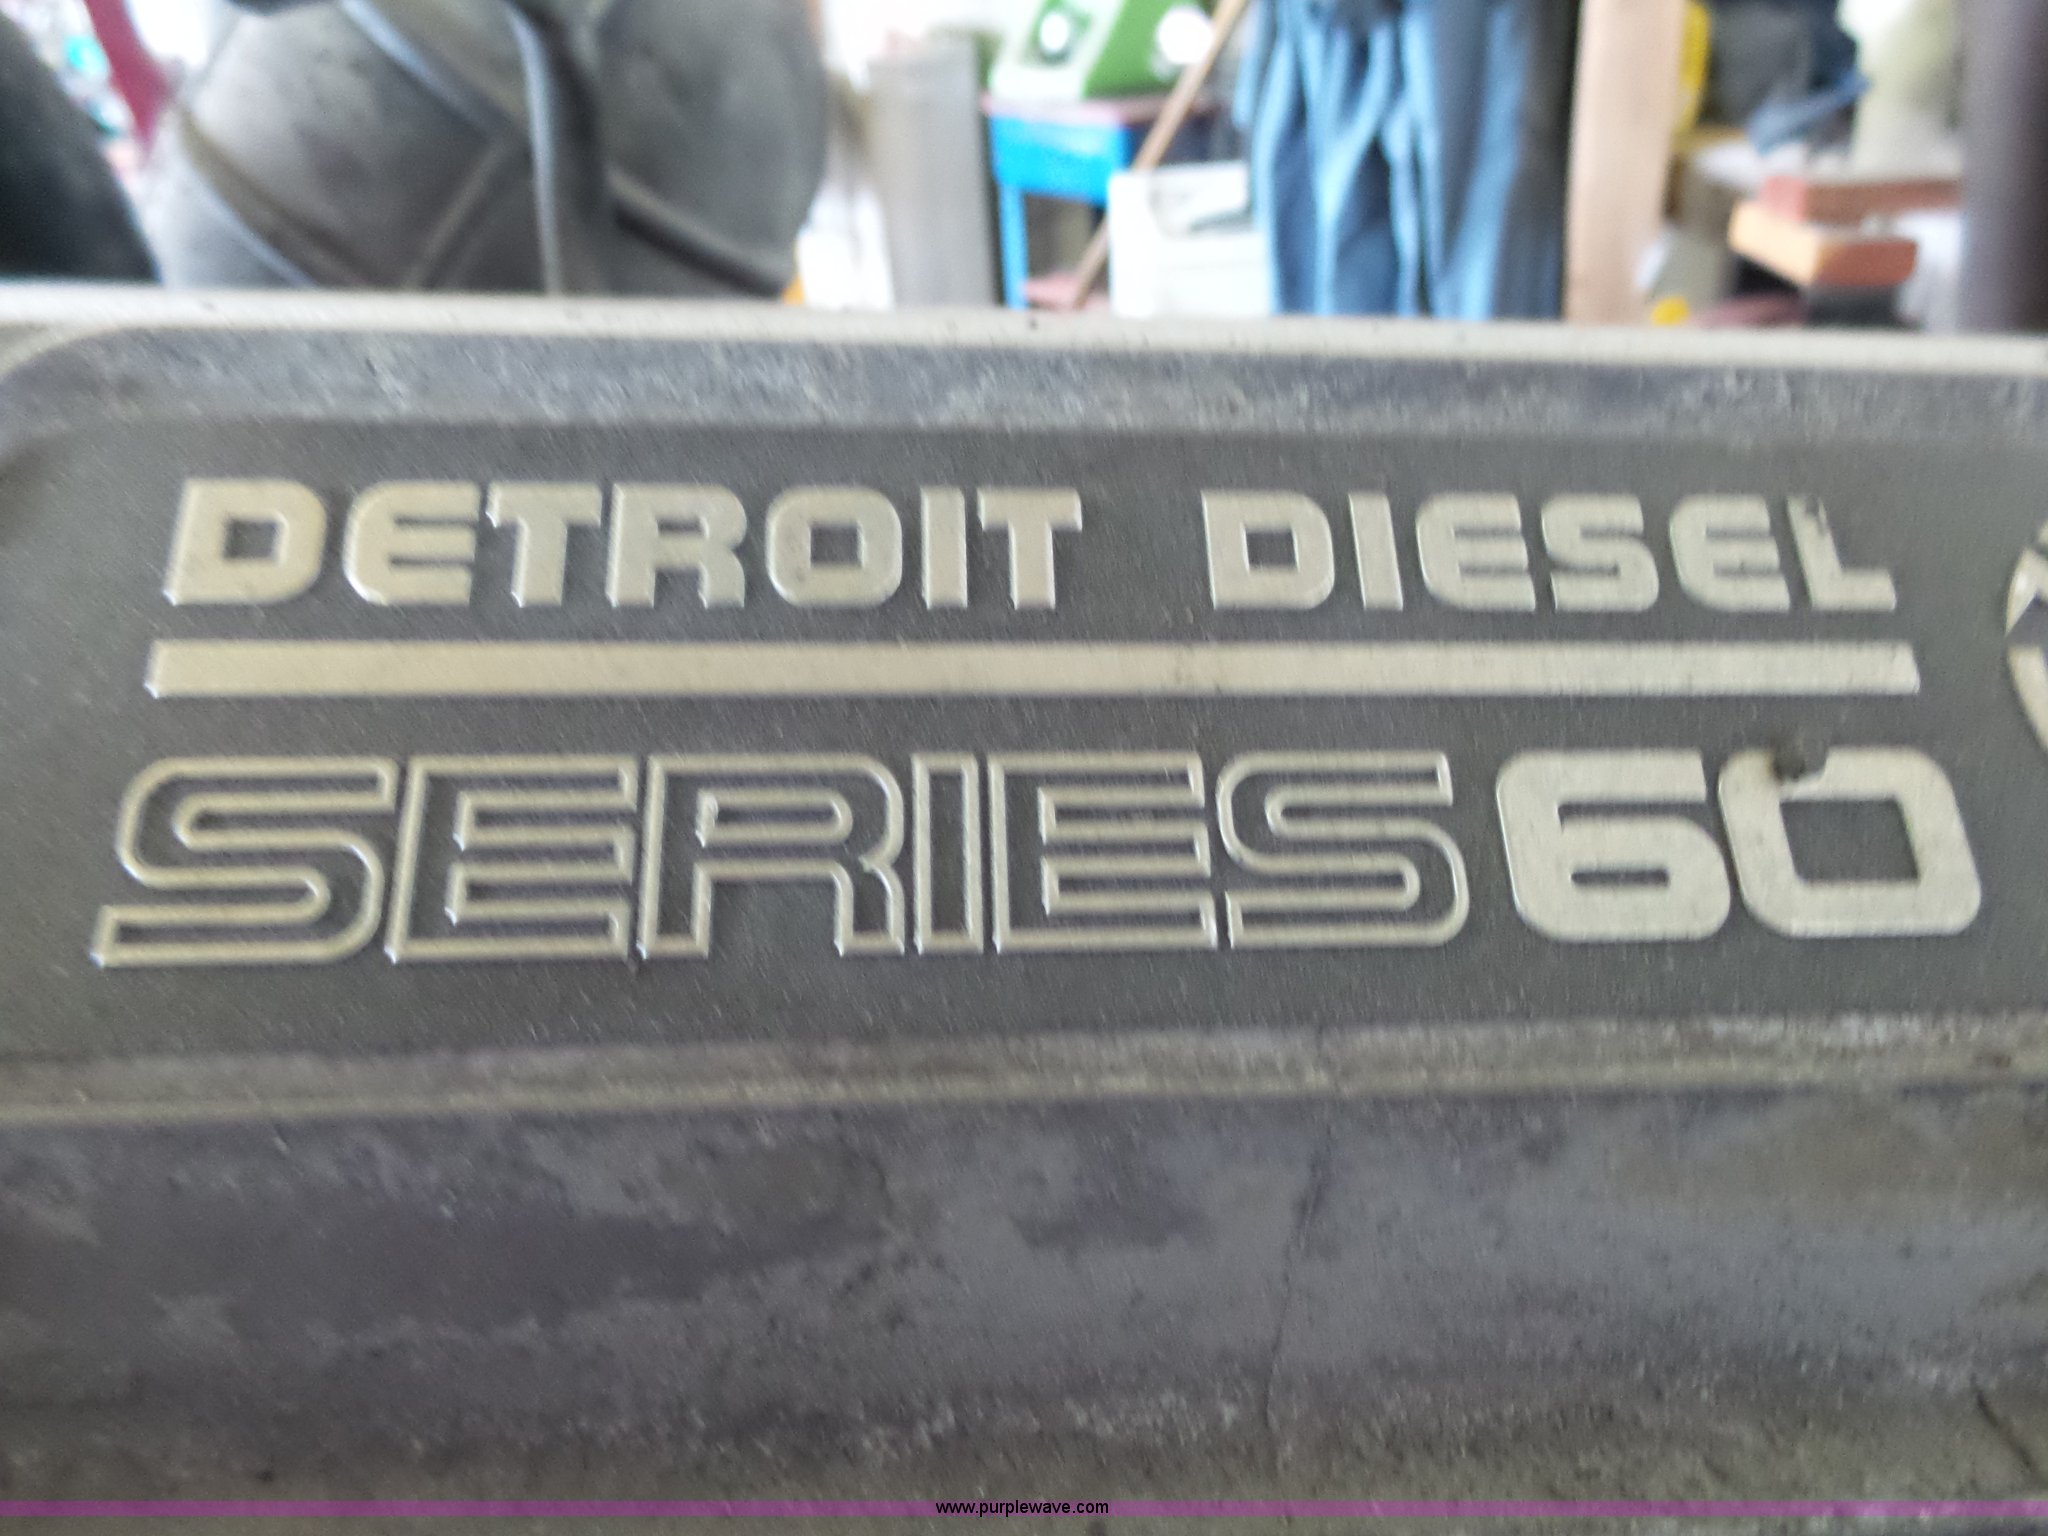 DETROIT DIESEL
SERIES 60
www.purplewave.com